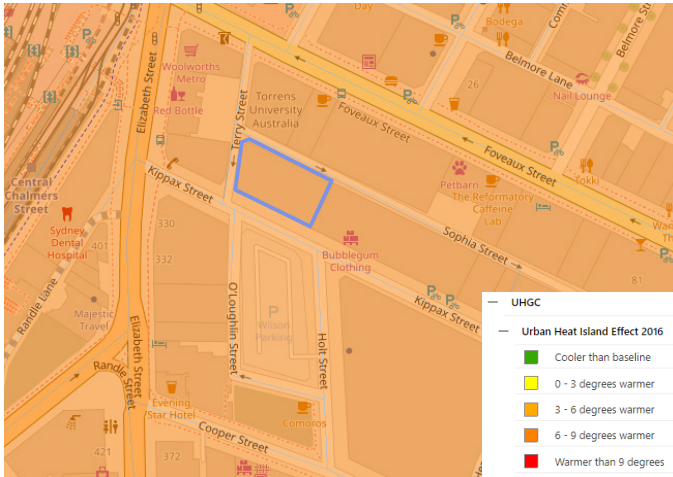 Day
Bodega
Woolworths
Metro
Red Bottle
Elizabeth Street
Terry Street
Torrens
University
Australia
Foveaux Street
26
Belmore Lane
Belmore St
Nail Lounge
Foveaux Street
Kippax Street
Central
Chalmers
Street
Sydney
Dental
Hospital
401
330
332
Petbarn
The Reformatory
Caffeine
Lab
Tokki
Sophia Street
81
Bubblegum
Clothing
Kippax Street
Randle Lane
Majestic
Travel
Elizabeth Street
O'Loughlin Street
P
Wilson
Parking
Holt Street
Randle Street
Evening
Star Hotel
Comoros
Cooper Street
421
372
— UHGC
— Urban Heat Island Effect 2016
Cooler than baseline
0 - 3 degrees warmer
3 - 6 degrees warmer
6 - 9 degrees warmer
Warmer than 9 degrees